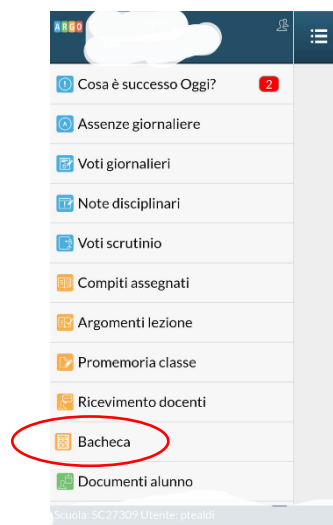 ARGO
Cosa è successo Oggi? 2
Assenze giornaliere
Voti giornalieri
Note disciplinari
Voti scrutinio
Compiti assegnati
Argomenti lezione
Promemoria classe
Ricevimento docenti
Bacheca
Documenti alunno
Scuola: SC27309 Utente: ptealdi